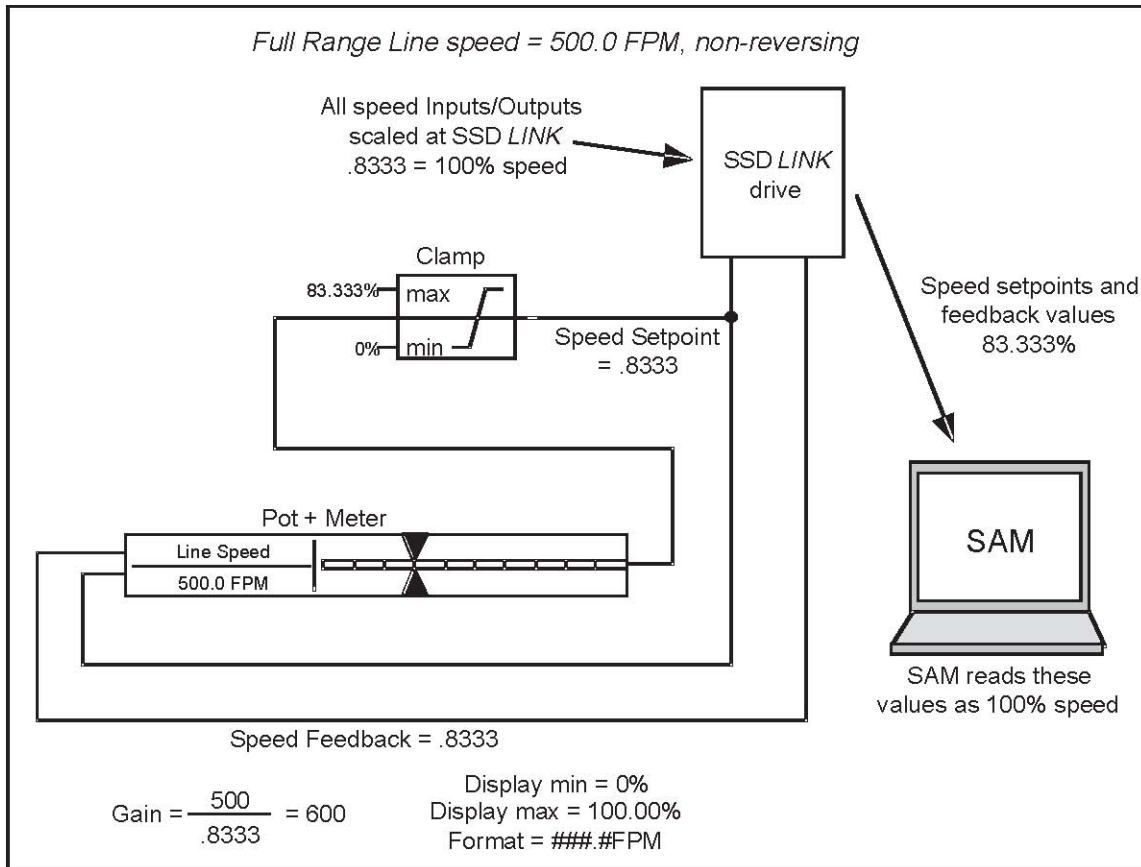 Full Range Line speed = 500.0 FPM, non-reversing
All speed Inputs/Outputs
scaled at SSD LINK
.8333 = 100% speed
SSD LINK
drive
Clamp
83.333%
max
0%
min
Speed Setpoint
= .8333
Speed setpoints and
feedback values
83.333%
Pot + Meter
Line Speed
500.0 FPM
SAM
SAM reads these
values as 100% speed
Speed Feedback = .8333
Gain = 500 / .8333 = 600
Display min = 0%
Display max = 100.00%
Format = ###.#FPM